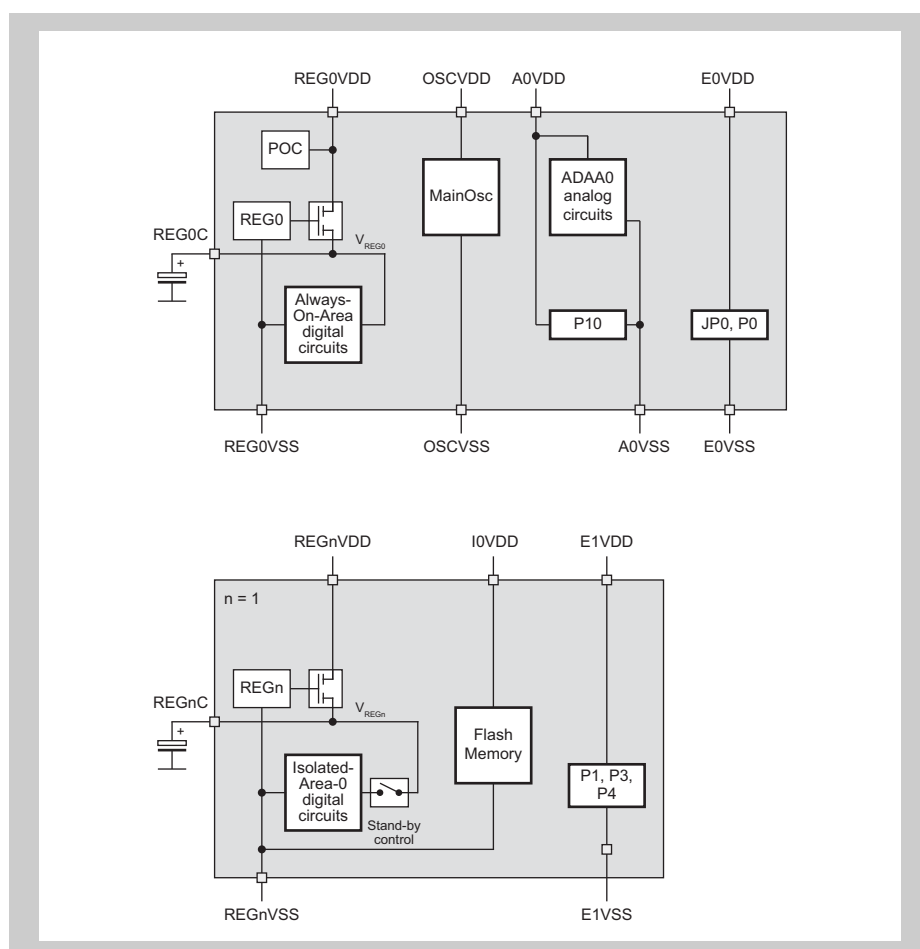 REG0VDD OSCVDD A0VDD E0VDD
POC
MainOsc
ADAA0
analog
circuits
REG0
REG0C
VREG0
+
Always-
On-Area
digital
circuits
P10
JP0, P0
REG0VSS OSCVSS A0VSS E0VSS
REGnVDD I0VDD E1VDD
n = 1
REGn
REGnC
VREGn
+
Flash
Memory
Isolated-
Area-0
digital
circuits
P1, P3,
P4
Stand-by
control
REGnVSS E1VSS